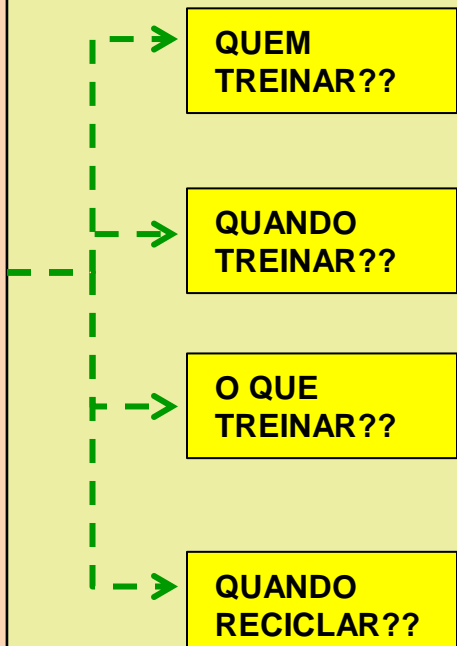 QUEM
TREINAR??
QUANDO
TREINAR??
O QUE
TREINAR??
QUANDO
RECICLAR??